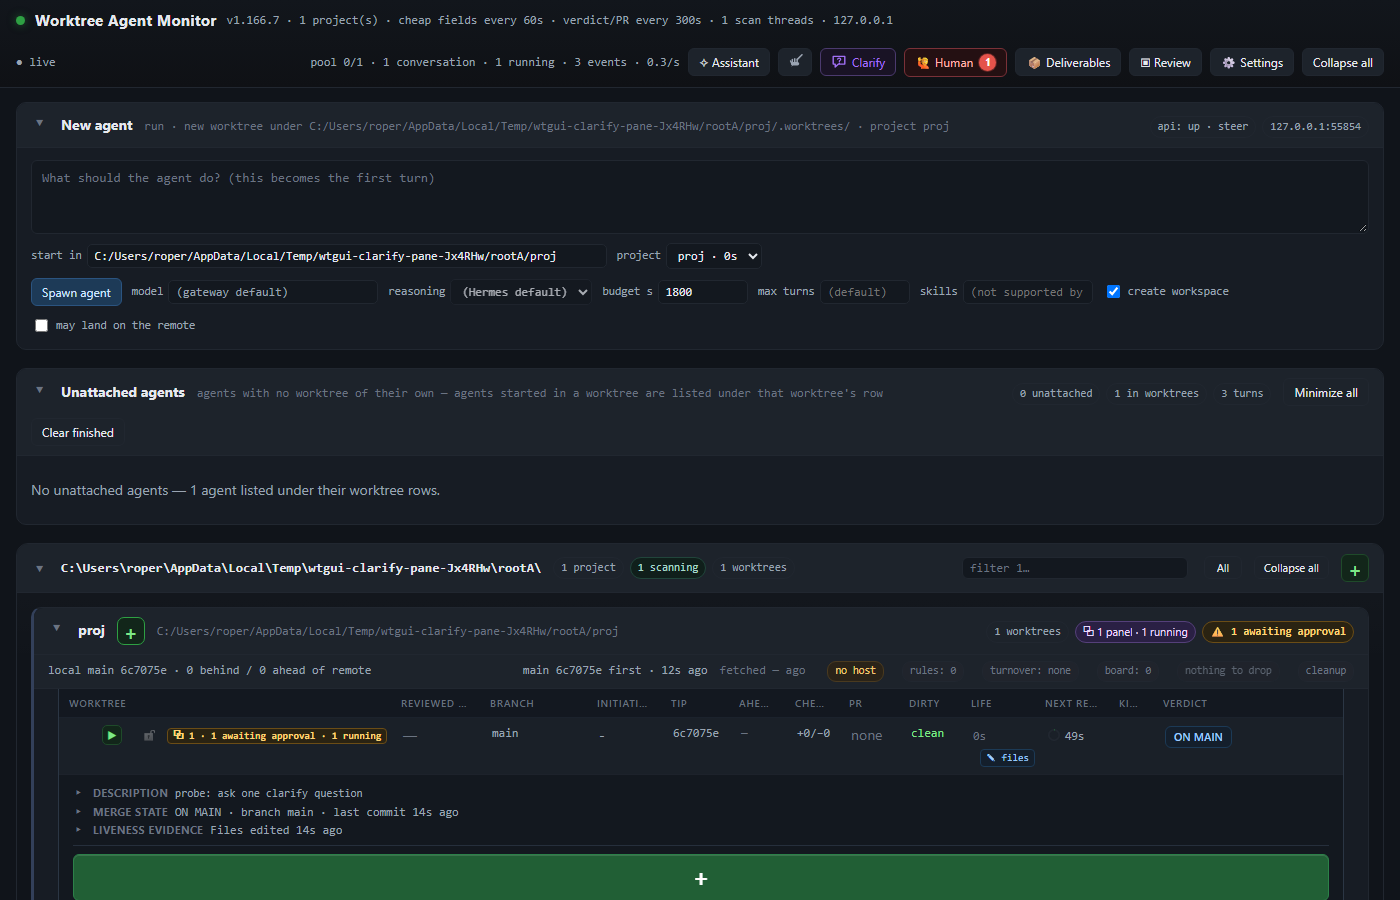 Worktree Agent Monitor v1.166.7 · 1 project(s) · cheap fields every 60s · verdict/PR every 300s · 1 scan threads · 127.0.0.1
live pool 0/1 · 1 conversation · 1 running · 3 events · 0.3/s Assistant Clarify Human 1 Deliverables Review Settings Collapse all
New agent run · new worktree under C:/Users/roper/AppData/Local/Temp/wtgui-clarify-pane-Jx4RHw/rootA/proj/.worktrees/ · project proj api: up · steer 127.0.0.1:55854
What should the agent do? (this becomes the first turn)
start in C:/Users/roper/AppData/Local/Temp/wtgui-clarify-pane-Jx4RHw/rootA/proj project proj · 0s
Spawn agent model (gateway default) reasoning (Hermes default) budget s 1800 max turns (default) skills (not supported by create workspace
may land on the remote
Unattached agents agents with no worktree of their own — agents started in a worktree are listed under that worktree's row 0 unattached 1 in worktrees 3 turns Minimize all
Clear finished
No unattached agents — 1 agent listed under their worktree rows.
C:\Users\roper\AppData\Local\Temp\wtgui-clarify-pane-Jx4RHw\rootA\ 1 project 1 scanning 1 worktrees filter 1… All Collapse all +
proj + C:/Users/roper/AppData/Local/Temp/wtgui-clarify-pane-Jx4RHw/rootA/proj 1 worktrees 1 panel · 1 running 1 awaiting approval
local main 6c7075e · 0 behind / 0 ahead of remote main 6c7075e first · 12s ago fetched — ago no host rules: 0 turnover: none board: 0 nothing to drop cleanup
WORKTREE REVIEWED … BRANCH INITIATI… TIP AHE… CHE… PR DIRTY LIFE NEXT RE… KI… VERDICT
1 · 1 awaiting approval · 1 running — main - 6c7075e — +0/−0 none clean 0s 49s ON MAIN
files
DESCRIPTION probe: ask one clarify question
MERGE STATE ON MAIN · branch main · last commit 14s ago
LIVENESS EVIDENCE Files edited 14s ago
+